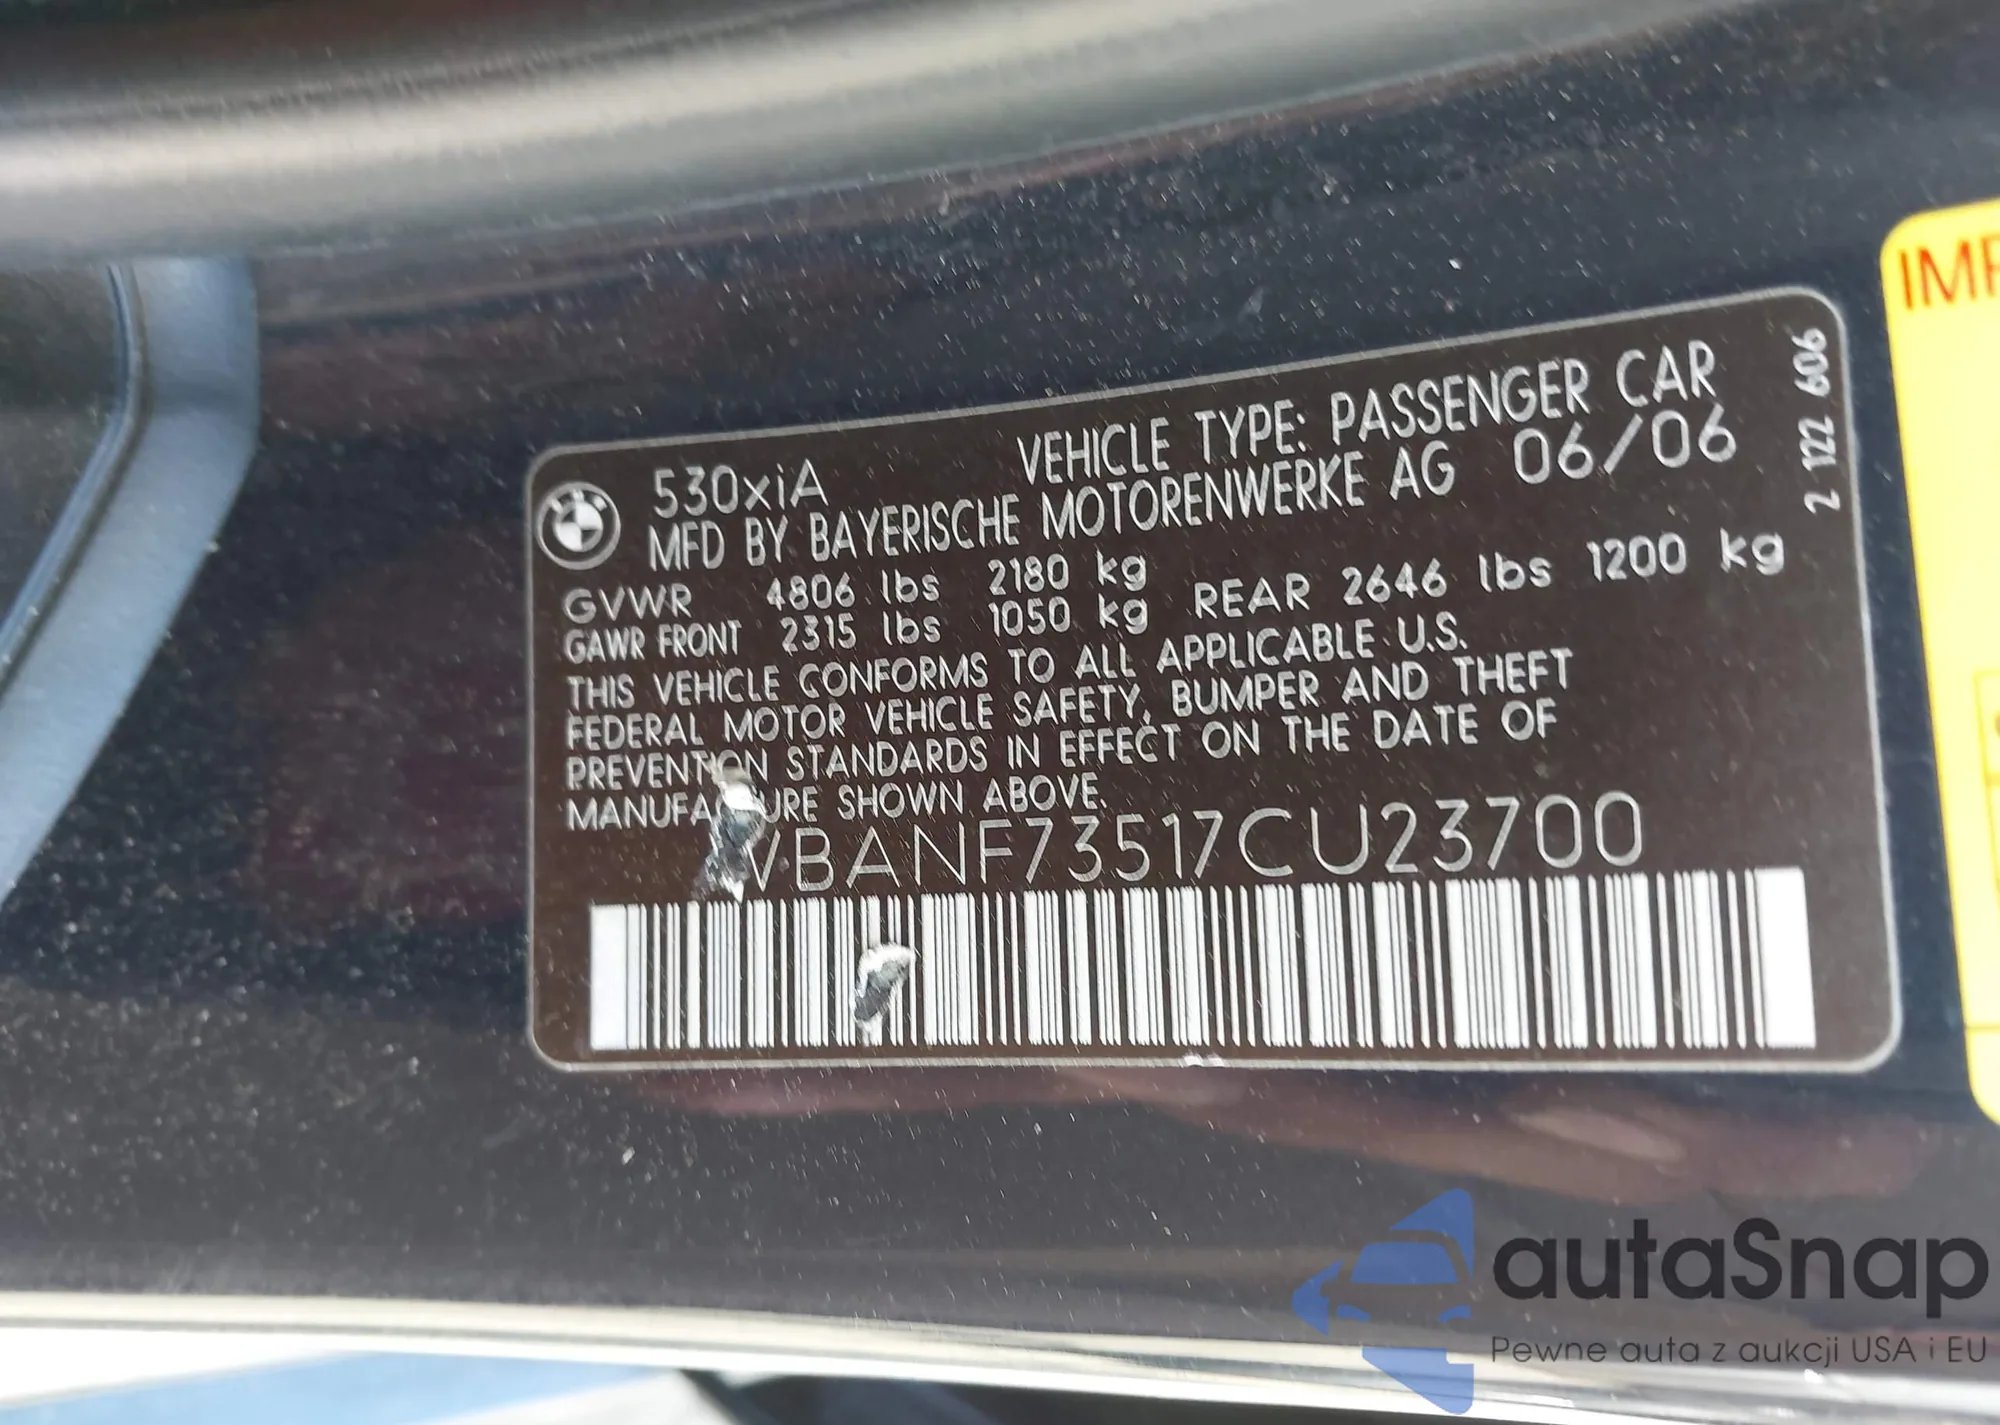 530xiA VEHICLE TYPE: PASSENGER CAR
MFD BY BAYERISCHE MOTORENWERKE AG 06/06
GVWR 4806 lbs 2180 kg
GAWR FRONT 2315 lbs 1050 kg REAR 2646 lbs 1200 kg
THIS VEHICLE CONFORMS TO ALL APPLICABLE U.S.
FEDERAL MOTOR VEHICLE SAFETY, BUMPER AND THEFT
PREVENTION STANDARDS IN EFFECT ON THE DATE OF
MANUFACTURE SHOWN ABOVE.
WBANF73517CU23700
2 122 606
IMP
autaSnap
Pewne auta z aukcji USA i EU